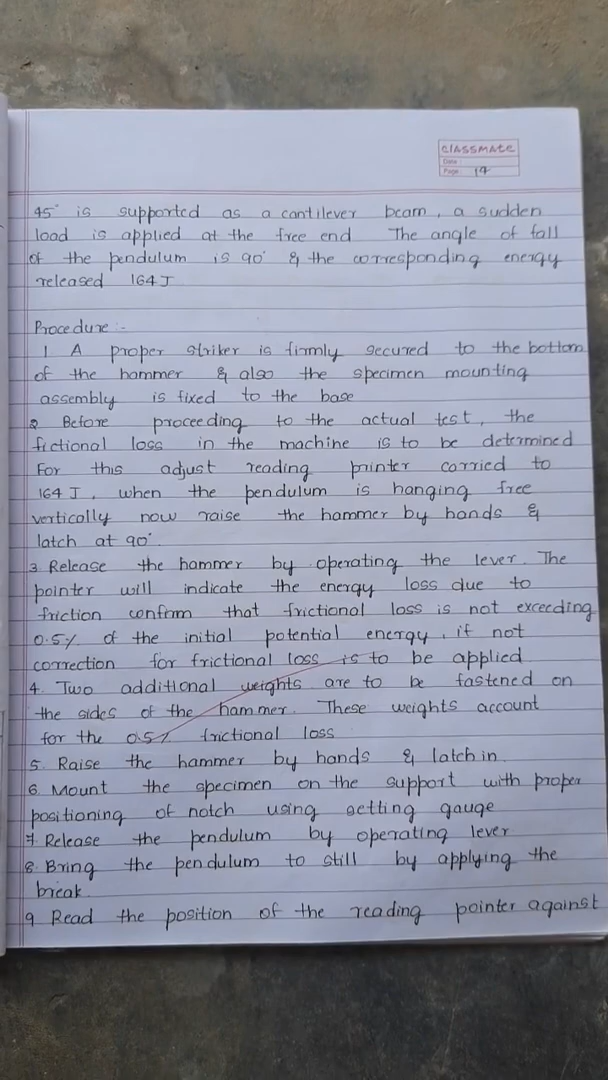 classmate
Date
Page 14
45° is supported as a cantilever beam, a sudden
load is applied at the free end The angle of fall
of the pendulum is 90° & the corresponding energy
released 164 J
Procedure :-
1 A proper striker is firmly secured to the bottom
of the hammer & also the specimen mounting
assembly is fixed to the base
2 Before proceeding to the actual test, the
frictional loss in the machine is to be determined
For this adjust reading printer carried to
164 J, when the pendulum is hanging free
vertically now raise the hammer by hands &
latch at 90°
3 Release the hammer by operating the lever. The
pointer will indicate the energy loss due to
friction confrm that frictional loss is not exceeding
0.5% of the initial potential energy, if not
correction for frictional loss is to be applied
4. Two additional weights are to be fastened on
the sides of the hammer. These weights account
for the 0.5% frictional loss
5. Raise the hammer by hands & latch in
6. Mount the specimen on the support with proper
positioning of notch using setting gauge
7 Release the pendulum by operating lever
8. Bring the pendulum to still by applying the
break
9 Read the position of the reading pointer against